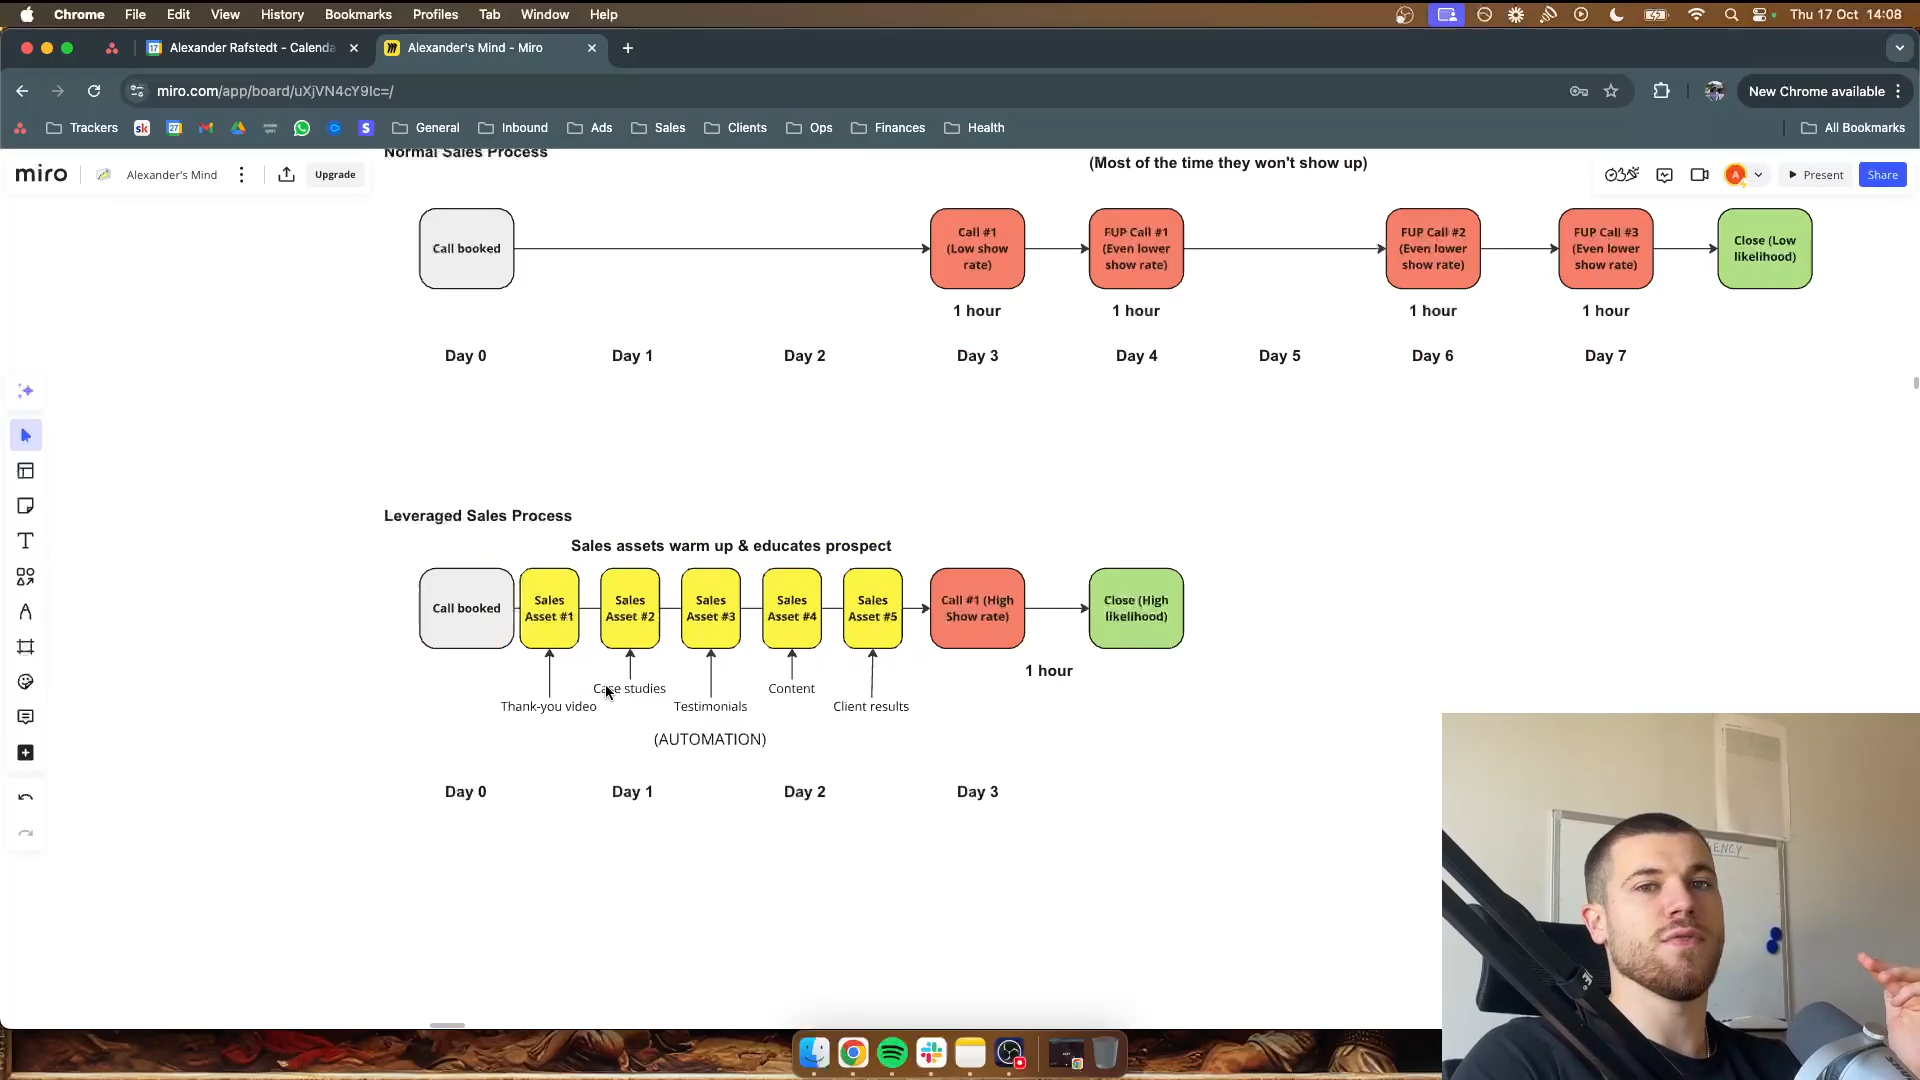 Chrome File Edit View History Bookmarks Profiles Tab Window Help Thu 17 Oct 14:08
Alexander Rafstedt - Calenda Alexander's Mind - Miro
miro.com/app/board/uXjVN4cY9lc=/ New Chrome available
Trackers sk 27 S General Inbound Ads Sales Clients Ops Finances Health All Bookmarks
miro Alexander's Mind Upgrade A Present Share
Normal Sales Process
(Most of the time they won't show up)
Call booked
Call #1
(Low show
rate)
FUP Call #1
(Even lower
show rate)
FUP Call #2
(Even lower
show rate)
FUP Call #3
(Even lower
show rate)
Close (Low
likelihood)
1 hour 1 hour 1 hour 1 hour
Day 0 Day 1 Day 2 Day 3 Day 4 Day 5 Day 6 Day 7
Leveraged Sales Process
Sales assets warm up & educates prospect
Call booked
Sales
Asset #1
Sales
Asset #2
Sales
Asset #3
Sales
Asset #4
Sales
Asset #5
Call #1 (High
Show rate)
Close (High
likelihood)
1 hour
Case studies Content
Thank-you video Testimonials Client results
(AUTOMATION)
Day 0 Day 1 Day 2 Day 3